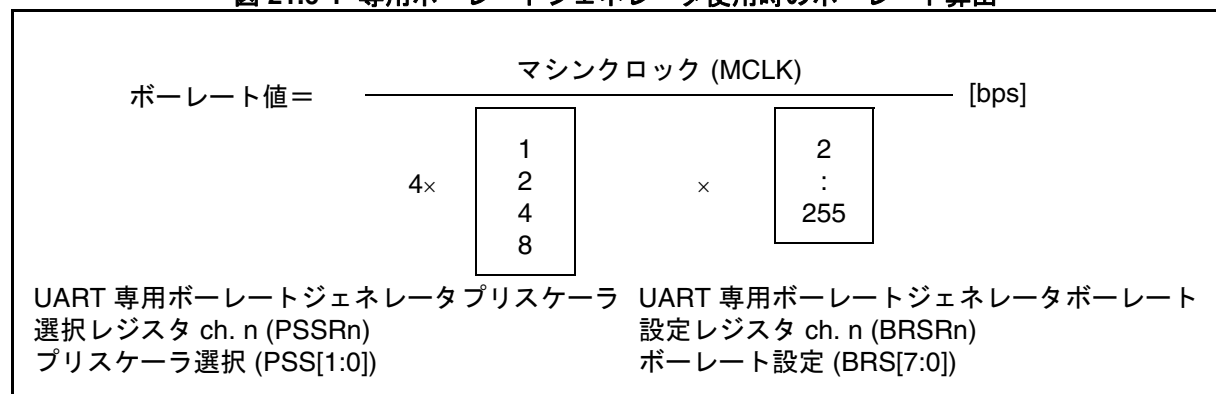 マシンクロック (MCLK)
ボーレート値＝
[bps]
4×
1
2
4
8
×
2
:
255
UART 専用ボーレートジェネレータプリスケーラ
選択レジスタ ch. n (PSSRn)
プリスケーラ選択 (PSS[1:0])
UART 専用ボーレートジェネレータボーレート
設定レジスタ ch. n (BRSRn)
ボーレート設定 (BRS[7:0])